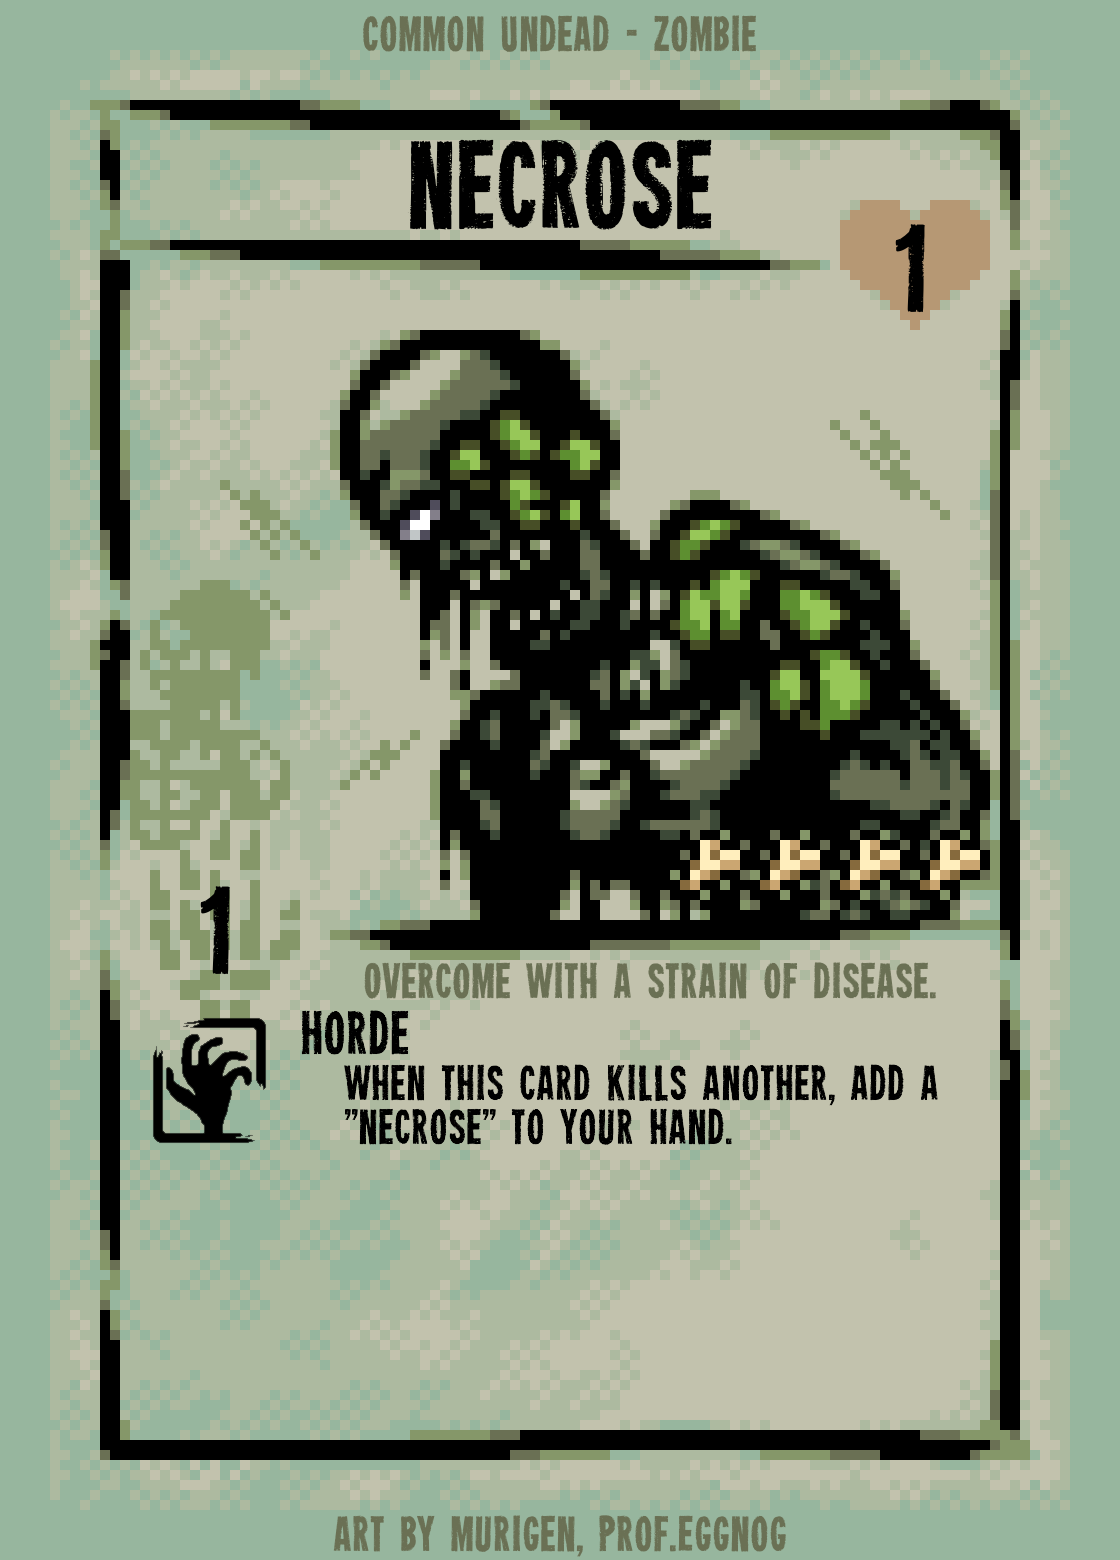 COMMON UNDEAD - ZOMBIE
NECROSE
1
1
OVERCOME WITH A STRAIN OF DISEASE.
HORDE
WHEN THIS CARD KILLS ANOTHER, ADD A
"NECROSE" TO YOUR HAND.
ART BY MURIGEN, PROF.EGGNOG